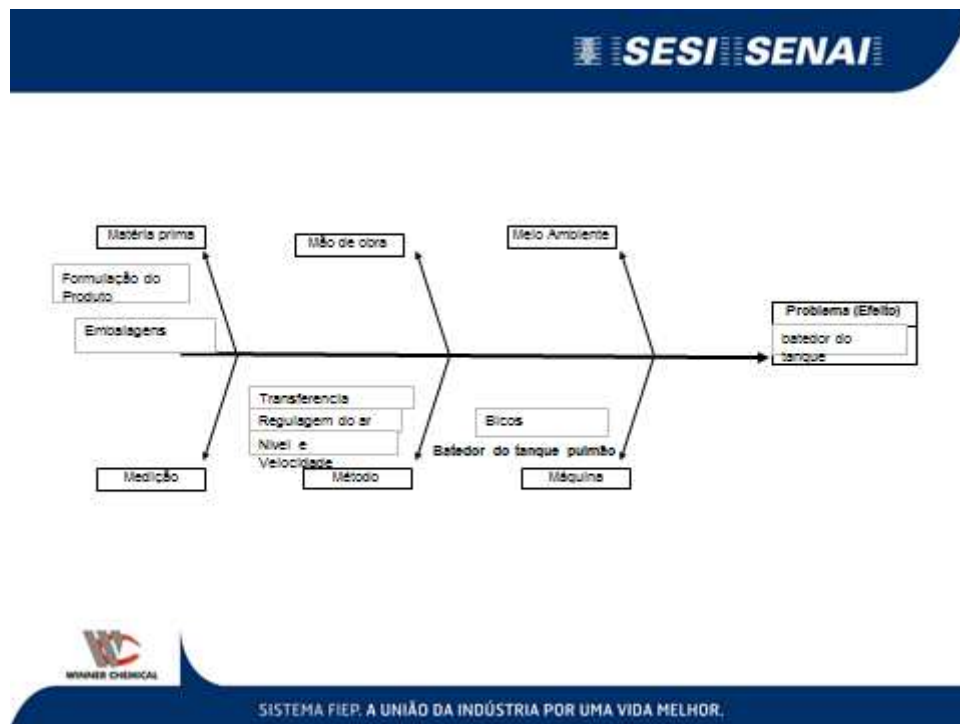 SESI SENAI
Matéria prima
Mão de obra
Meio Ambiente
Formulação do
Produto
Embalagens
Problema (Efeito)
batedor do
tanque
Transferencia
Regulagem do ar
Nivel e
Velocidade
Bicos
Batedor do tanque pulmão
Medição
Método
Máquina
WINNER CHEMICAL
SISTEMA FIEP. A UNIÃO DA INDÚSTRIA POR UMA VIDA MELHOR.